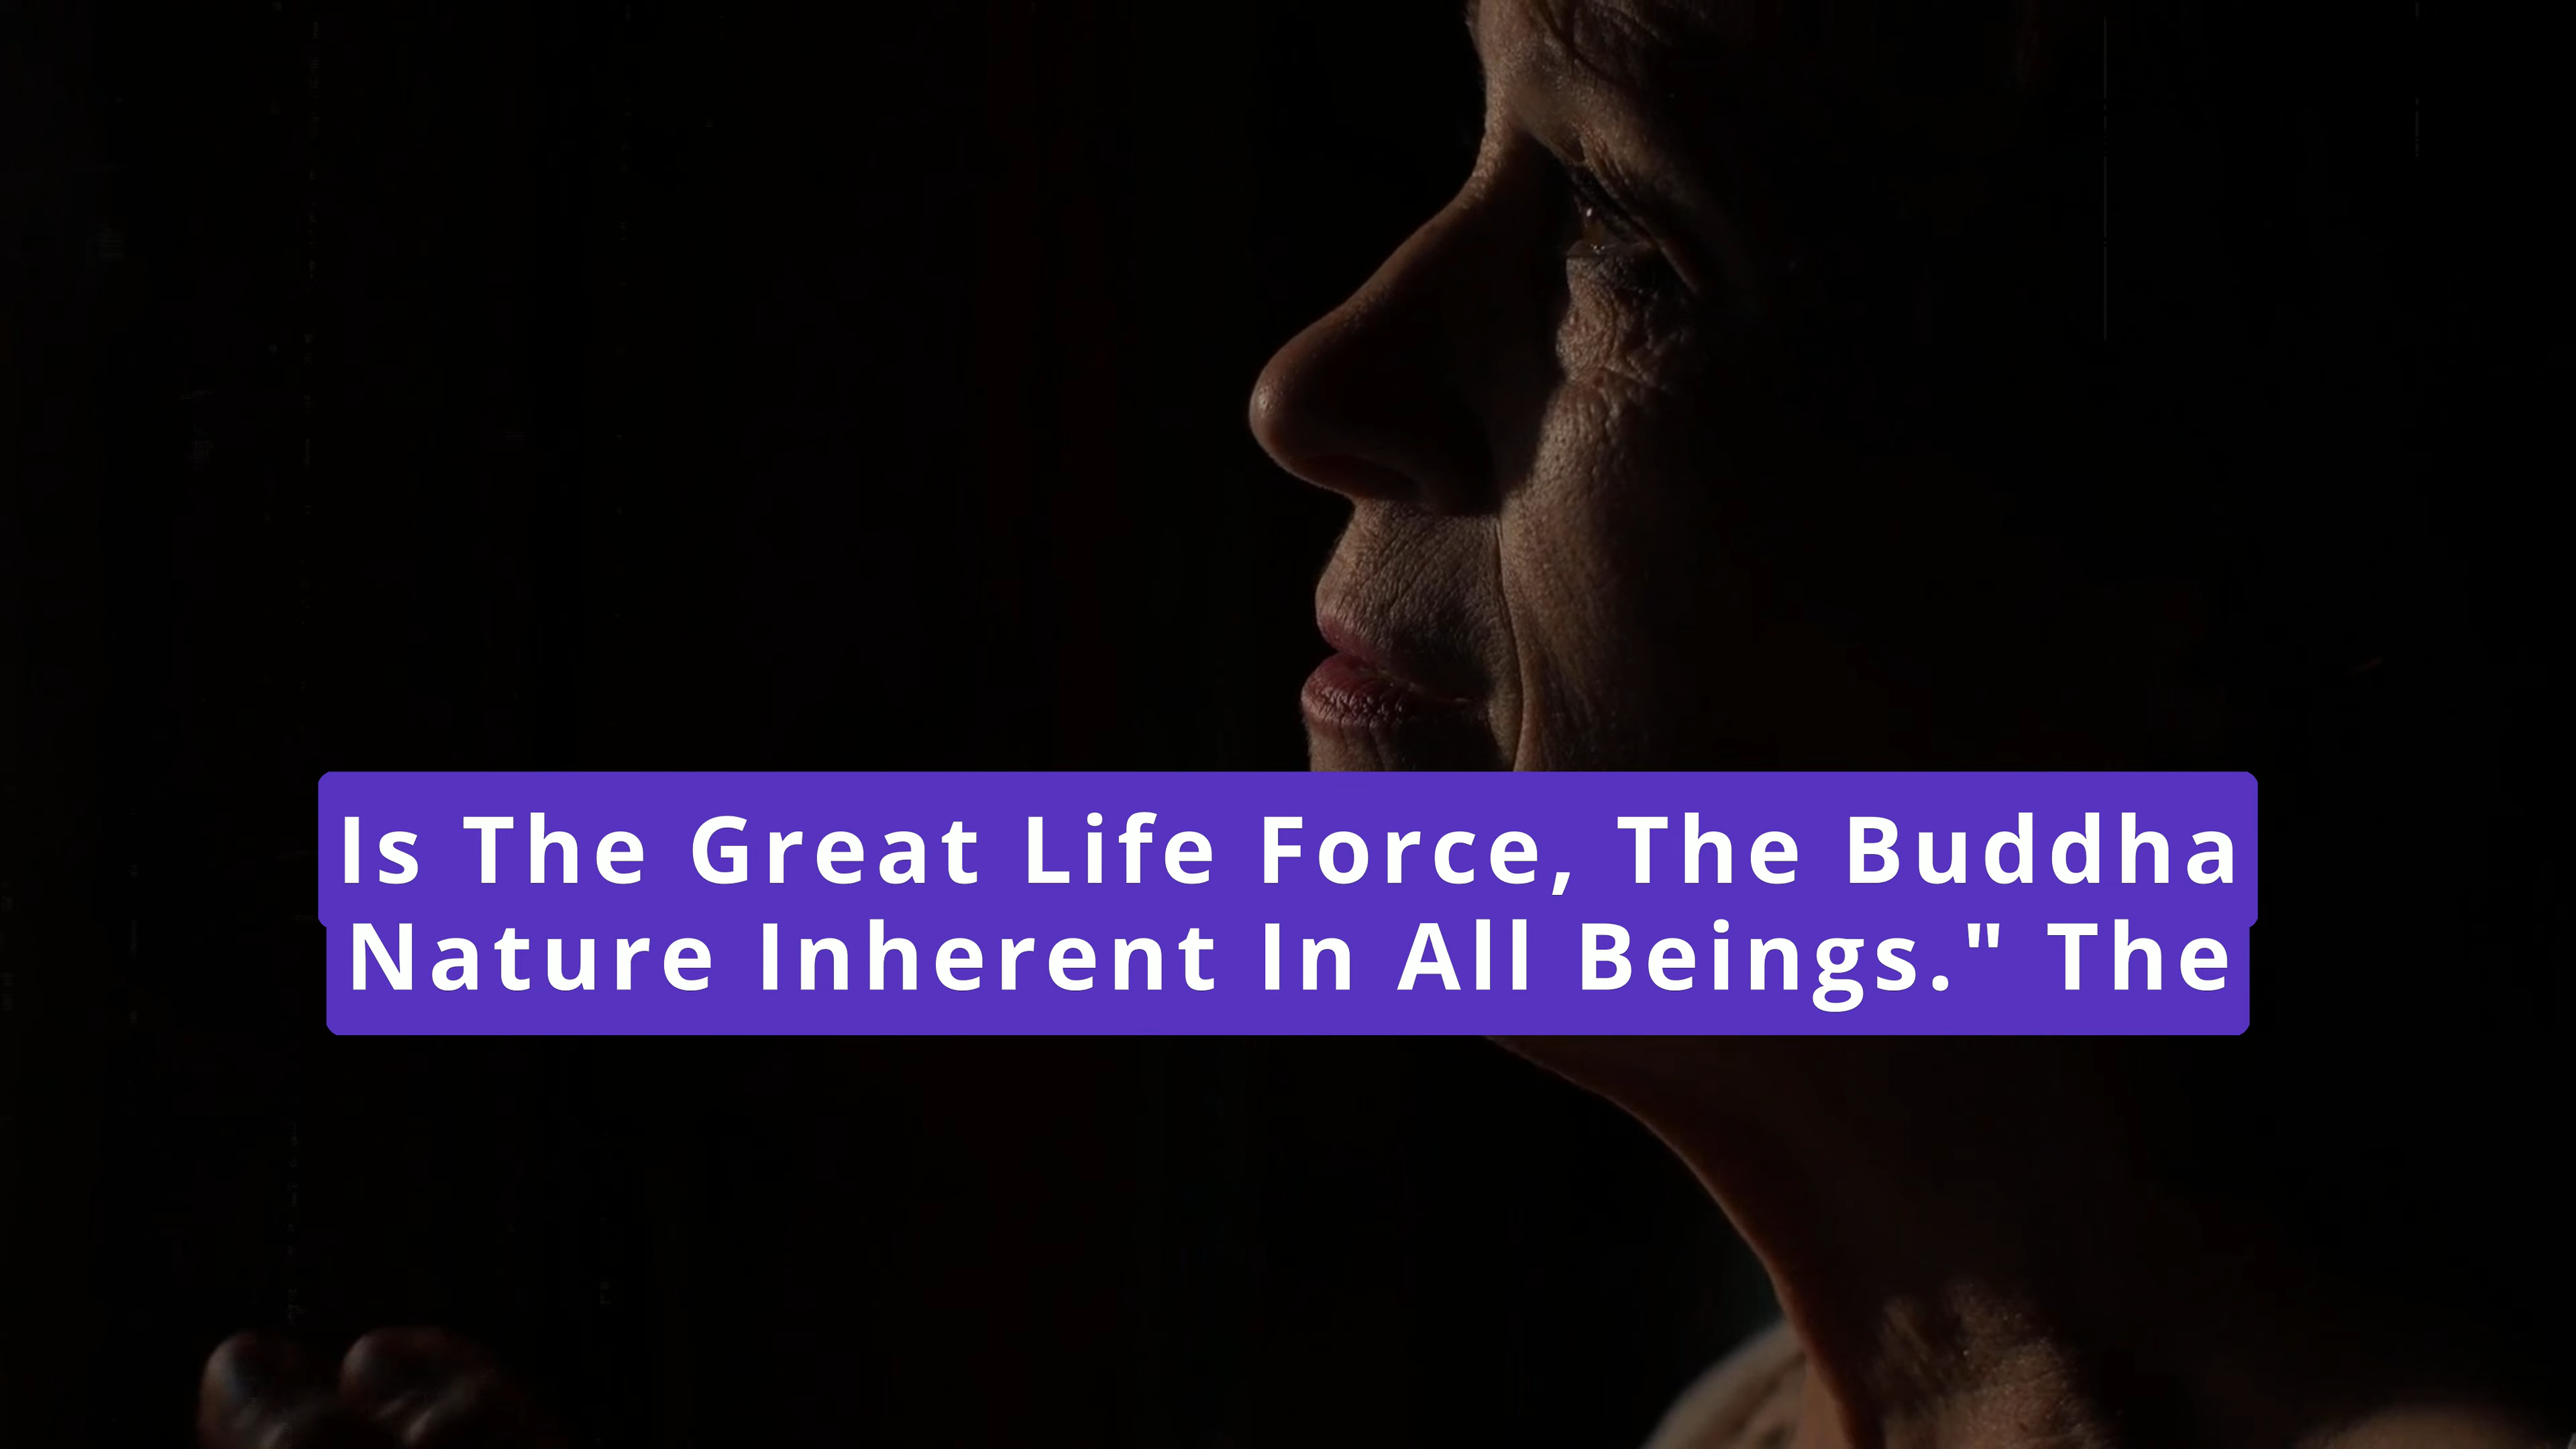 Is The Great Life Force, The Buddha
Nature Inherent In All Beings." The